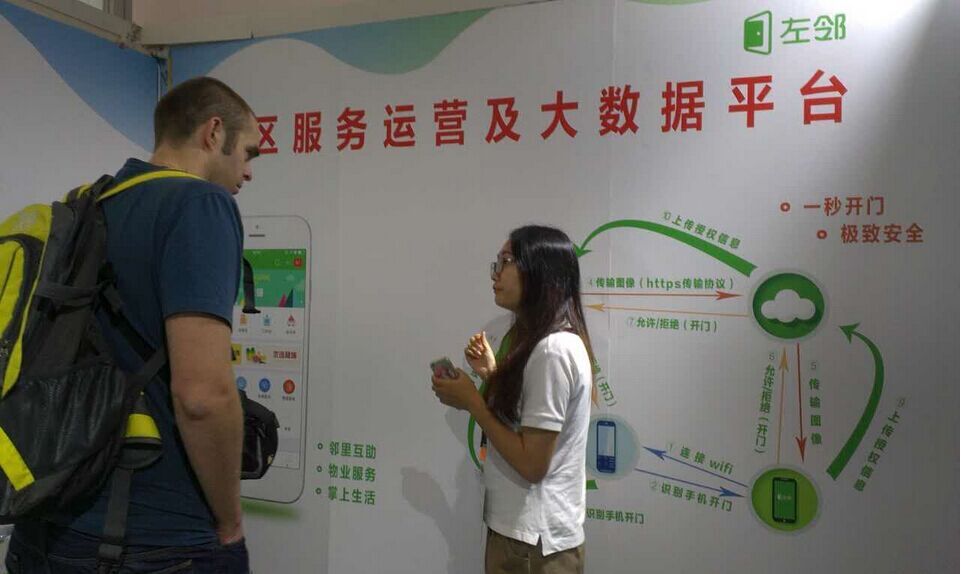 左邻
区服务运营及大数据平台
一秒开门
极致安全
⑩上传授权信息
4传输图像（https传输协议）
⑦允许/拒绝（开门）
⑥允许拒绝（开门）
⑤传输图像
⑨上传授权信息
（开门）
①连接wifi
②识别手机开门
识别手机开门
邻里互助
物业服务
掌上生活
左邻